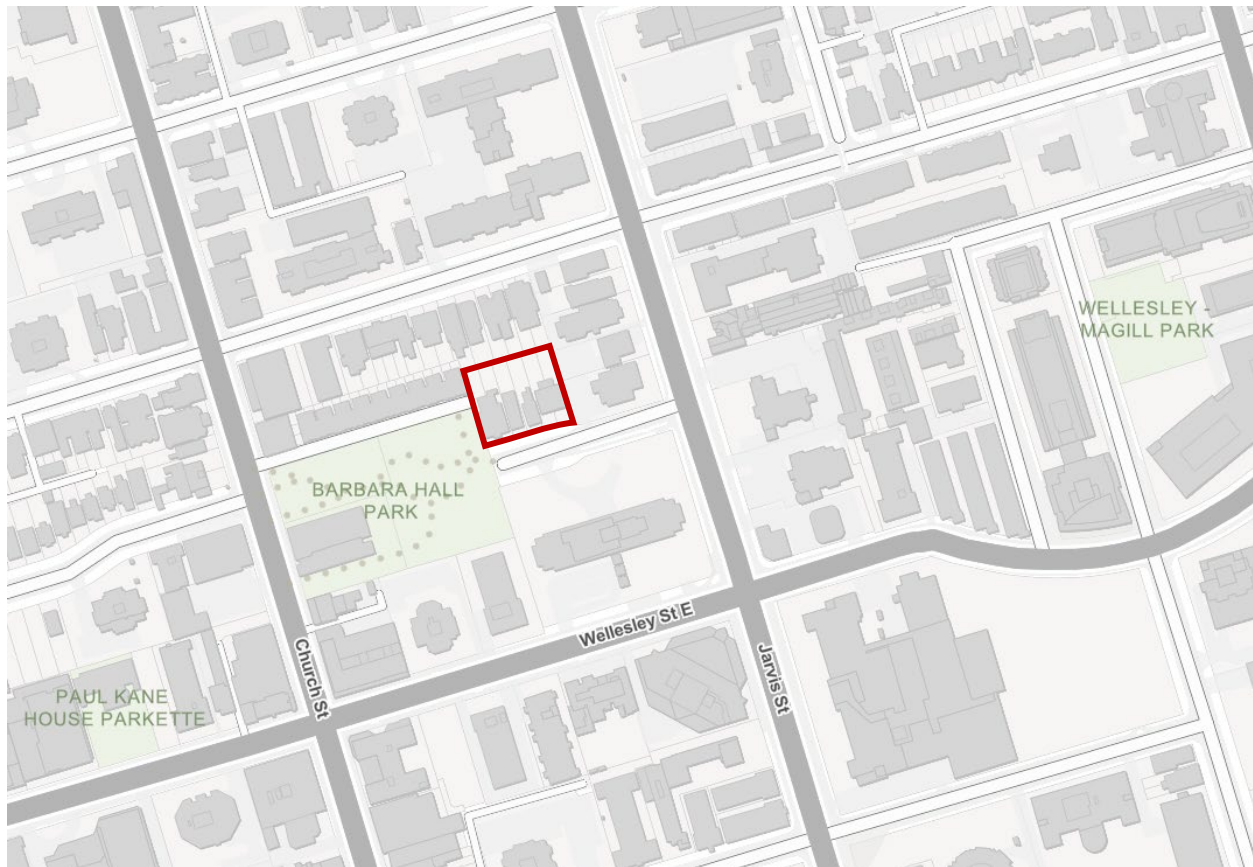 WELLESLEY -
MAGILL PARK
BARBARA HALL
PARK
Wellesley St E
Church St
Jarvis St
PAUL KANE
HOUSE PARKETTE